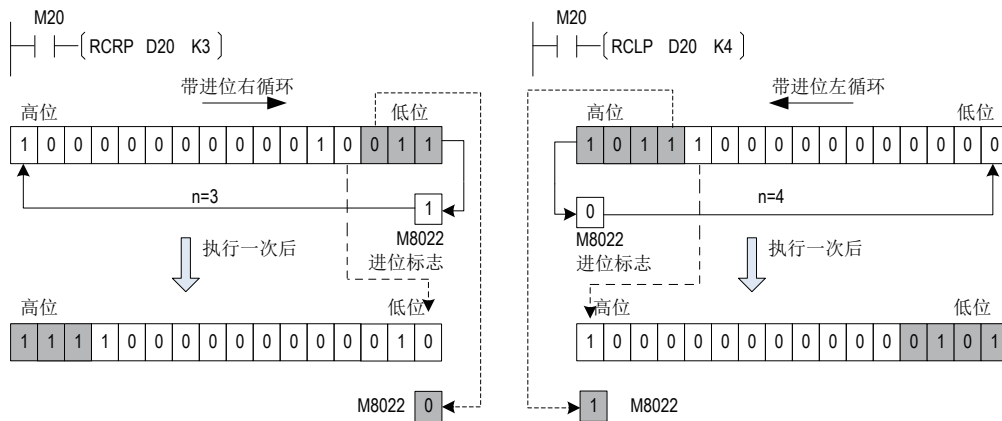 M20
RCRP D20 K3
带进位右循环
高位 低位
1 0 0 0 0 0 0 0 0 0 0 1 0 0 1 1
n=3
1
M8022
进位标志
执行一次后
高位 低位
1 1 1 1 0 0 0 0 0 0 0 0 0 0 1 0
M8022 0
M20
RCLP D20 K4
带进位左循环
高位 低位
1 0 1 1 1 0 0 0 0 0 0 0 0 0 0 0
0
n=4
M8022
进位标志
执行一次后
高位 低位
1 0 0 0 0 0 0 0 0 0 0 0 0 1 0 1
1 M8022